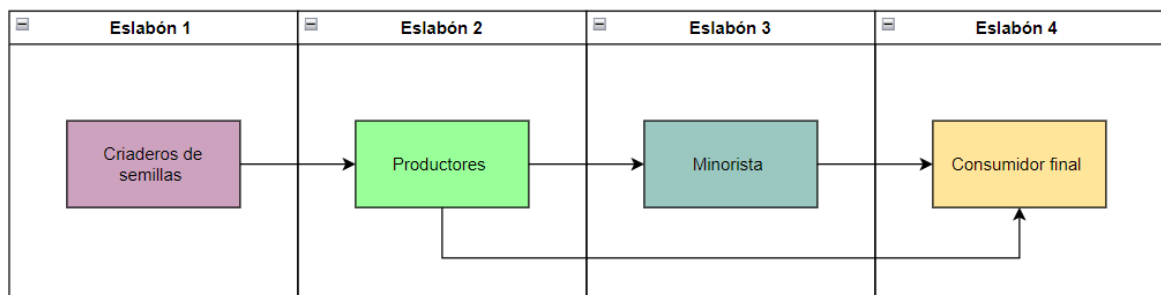 Eslabón 1
Eslabón 2
Eslabón 3
Eslabón 4
Criaderos de
semillas
Productores
Minorista
Consumidor final